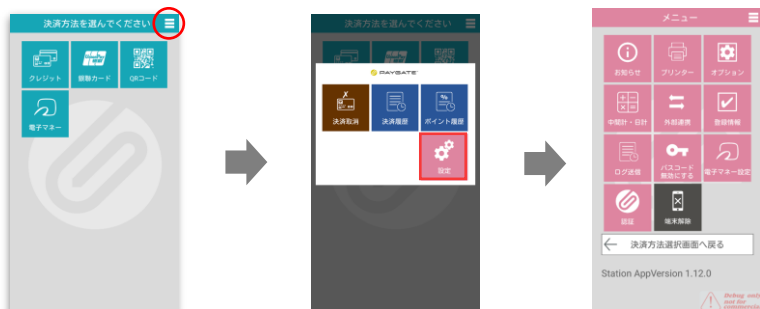 決済方法を選んでください
クレジット
銀聯カード
QRコード
電子マネー
決済方法を選んでください
PAYGATE
決済取消
決済履歴
ポイント履歴
設定
メニュー
お知らせ
プリンター
オプション
中間計・日計
外部連携
登録情報
ログ送信
パスコード
無効にする
電子マネー設定
認証
端末解除
決済方法選択画面へ戻る
Station AppVersion 1.12.0
Debug only
not for
commercial